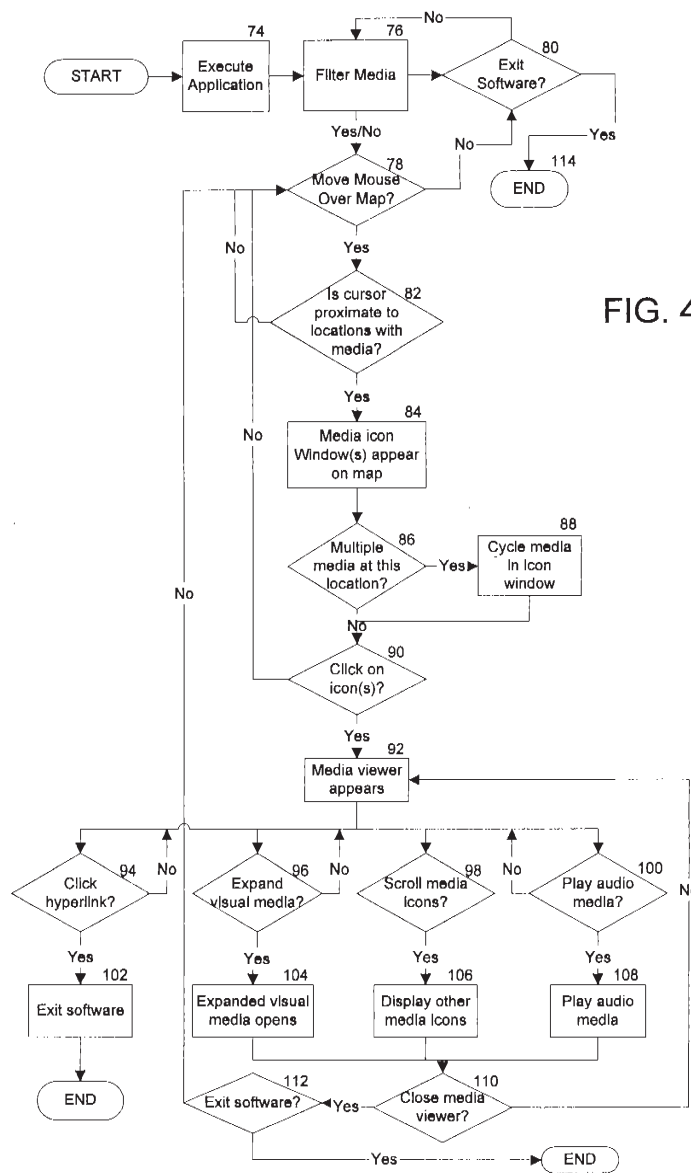 74
76
No
80
START
Execute
Application
Filter Media
Exit
Software?
Yes/No
No
Yes
78
114
Move Mouse
Over Map?
END
No
Yes
82
Is cursor
proximate to
locations with
media?
FIG. 4
Yes
84
No
Media icon
Window(s) appear
on map
86
88
Multiple
media at this
location?
Yes
Cycle media
In Icon
window
No
No
90
Click on
icon(s)?
Yes
92
Media viewer
appears
94
No
96
No
98
No
100
Click
hyperlink?
Expand
visual media?
Scroll media
icons?
Play audio
media?
No
Yes
Yes
Yes
Yes
102
104
106
108
Exit software
Expanded visual
media opens
Display other
media Icons
Play audio
media
112
110
END
Exit software?
Yes
Close media
viewer?
Yes
END